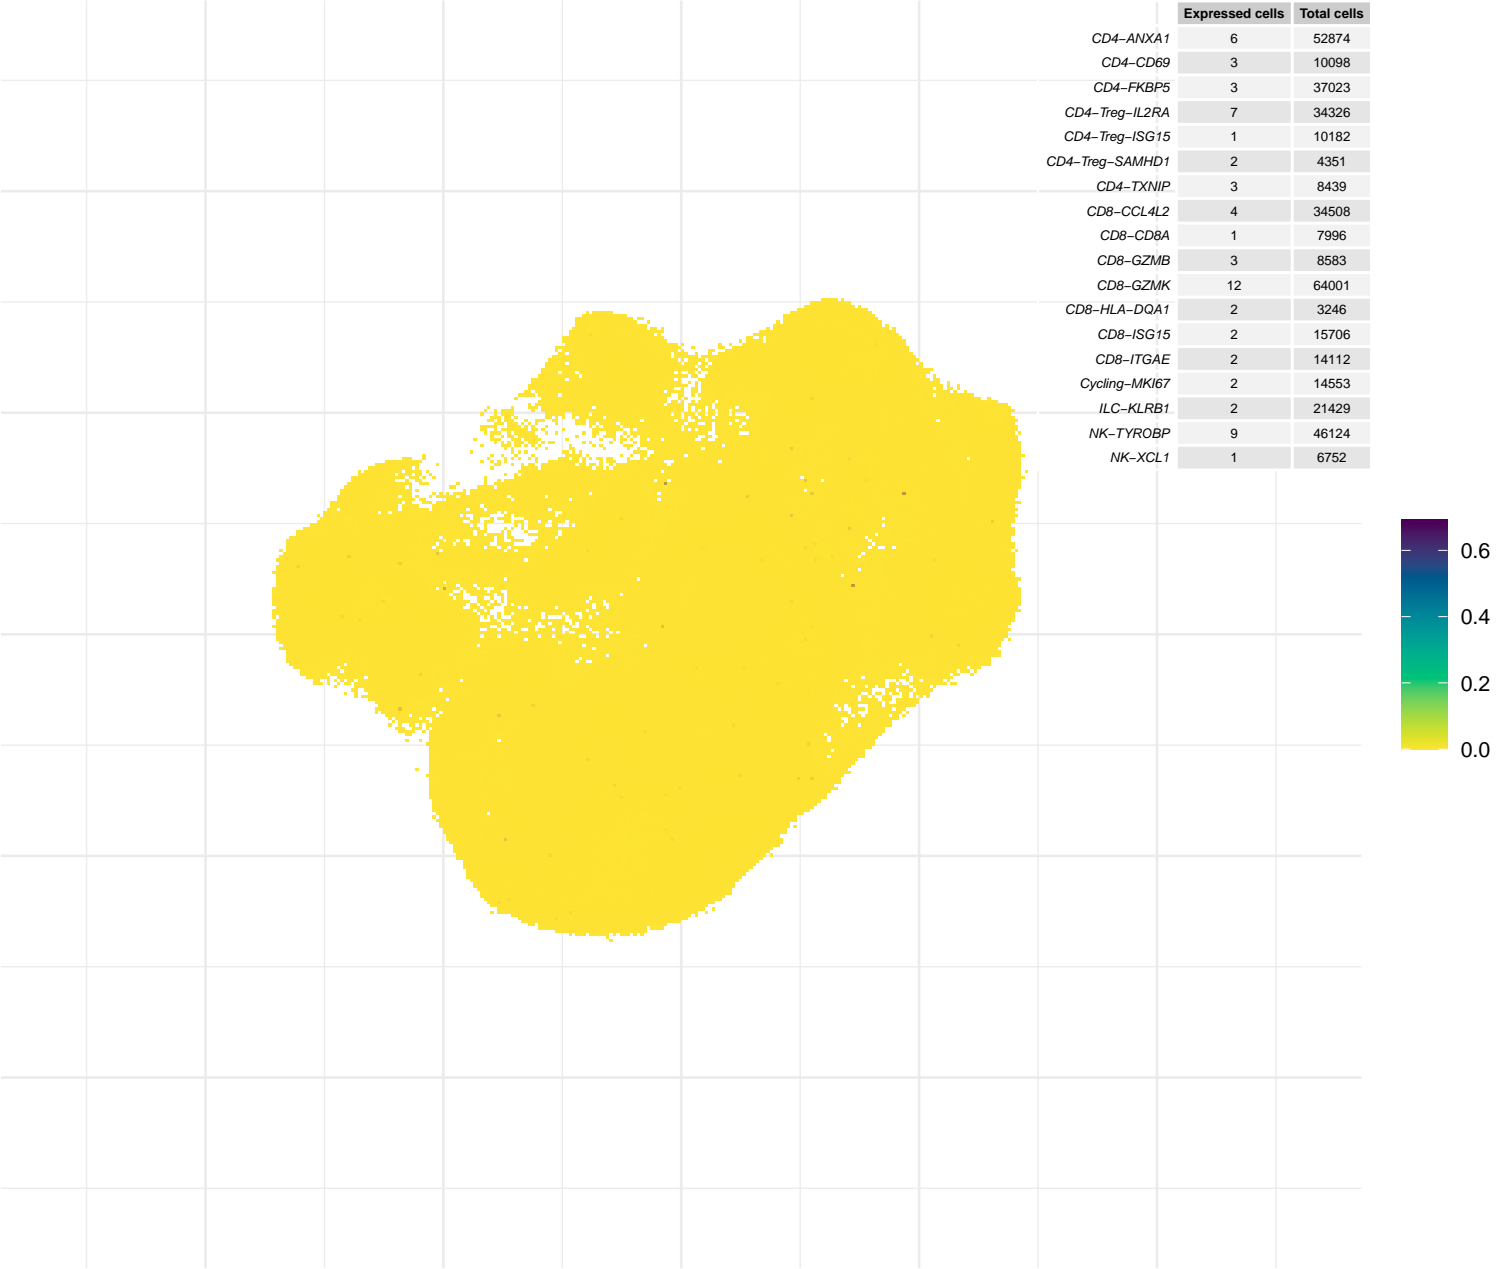 Expressed cells Total cells
CD4−ANXA1 6 52874
CD4−CD69 3 10098
CD4−FKBP5 3 37023
CD4−Treg−IL2RA 7 34326
CD4−Treg−ISG15 1 10182
CD4−Treg−SAMHD1 2 4351
CD4−TXNIP 3 8439
CD8−CCL4L2 4 34508
CD8−CD8A 1 7996
CD8−GZMB 3 8583
CD8−GZMK 12 64001
CD8−HLA−DQA1 2 3246
CD8−ISG15 2 15706
CD8−ITGAE 2 14112
Cycling−MKI67 2 14553
ILC−KLRB1 2 21429
NK−TYROBP 9 46124
NK−XCL1 1 6752
0.6
0.4
0.2
0.0